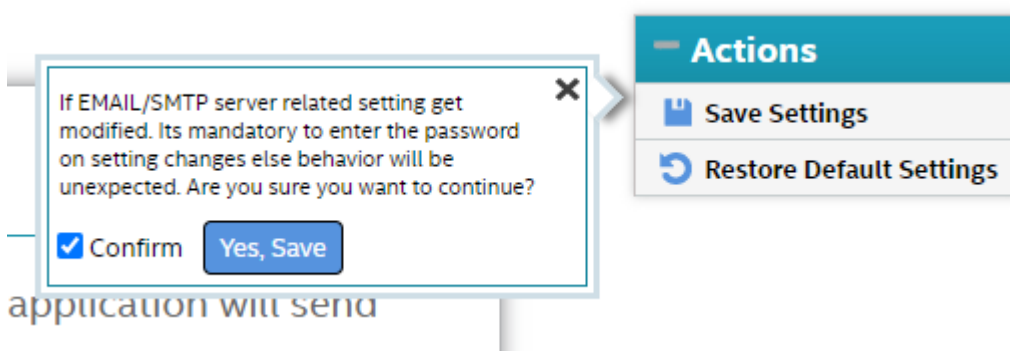 Actions
Save Settings
Restore Default Settings
If EMAIL/SMTP server related setting get
modified. Its mandatory to enter the password
on setting changes else behavior will be
unexpected. Are you sure you want to continue?
Confirm
Yes, Save
application will send